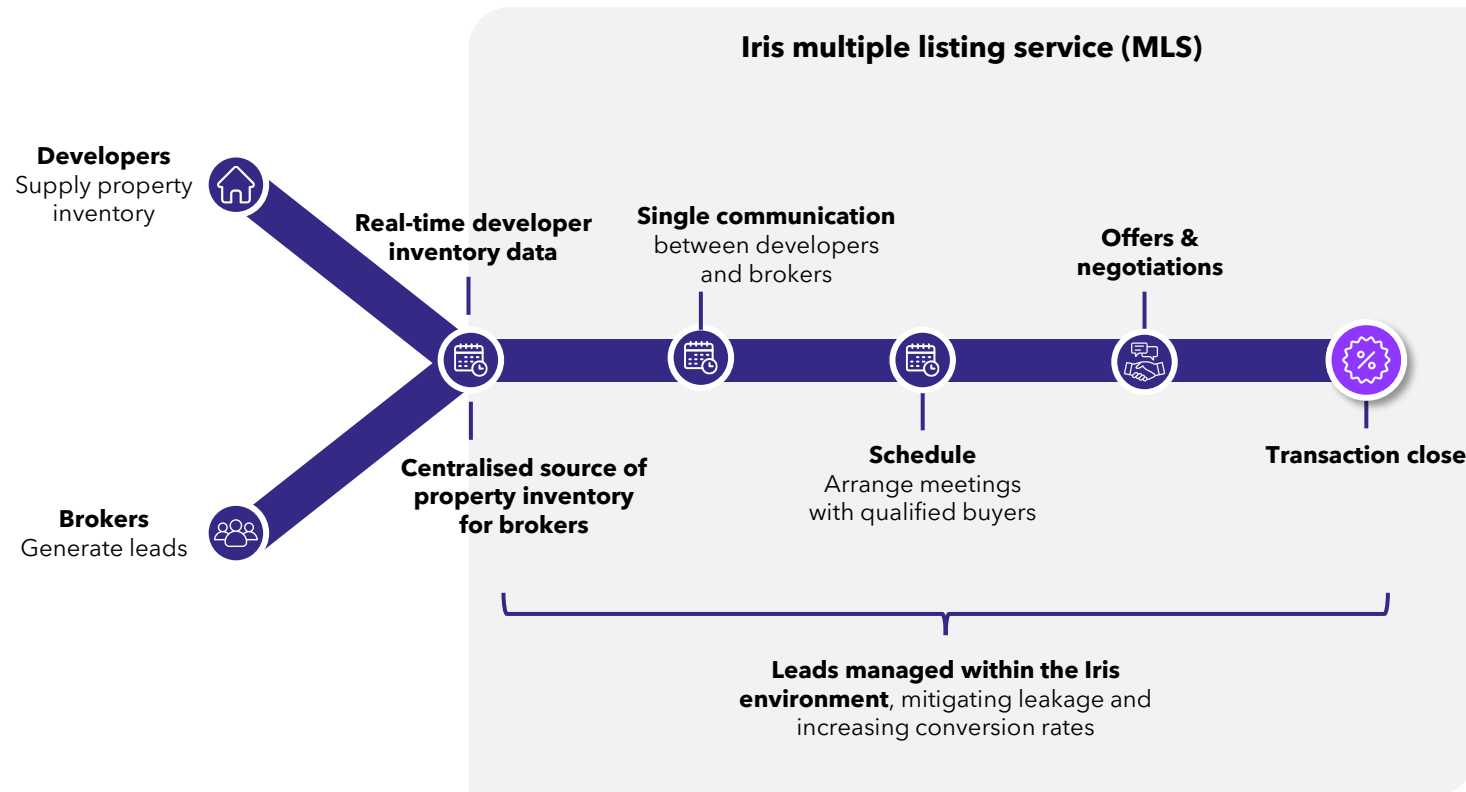 Iris multiple listing service (MLS)
Developers
Supply property
inventory
Real-time developer
inventory data
Single communication
between developers
and brokers
Offers &
negotiations
Brokers
Generate leads
Centralised source of
property inventory
for brokers
Schedule
Arrange meetings
with qualified buyers
%
Transaction close
Leads managed within the Iris
environment, mitigating leakage and
increasing conversion rates